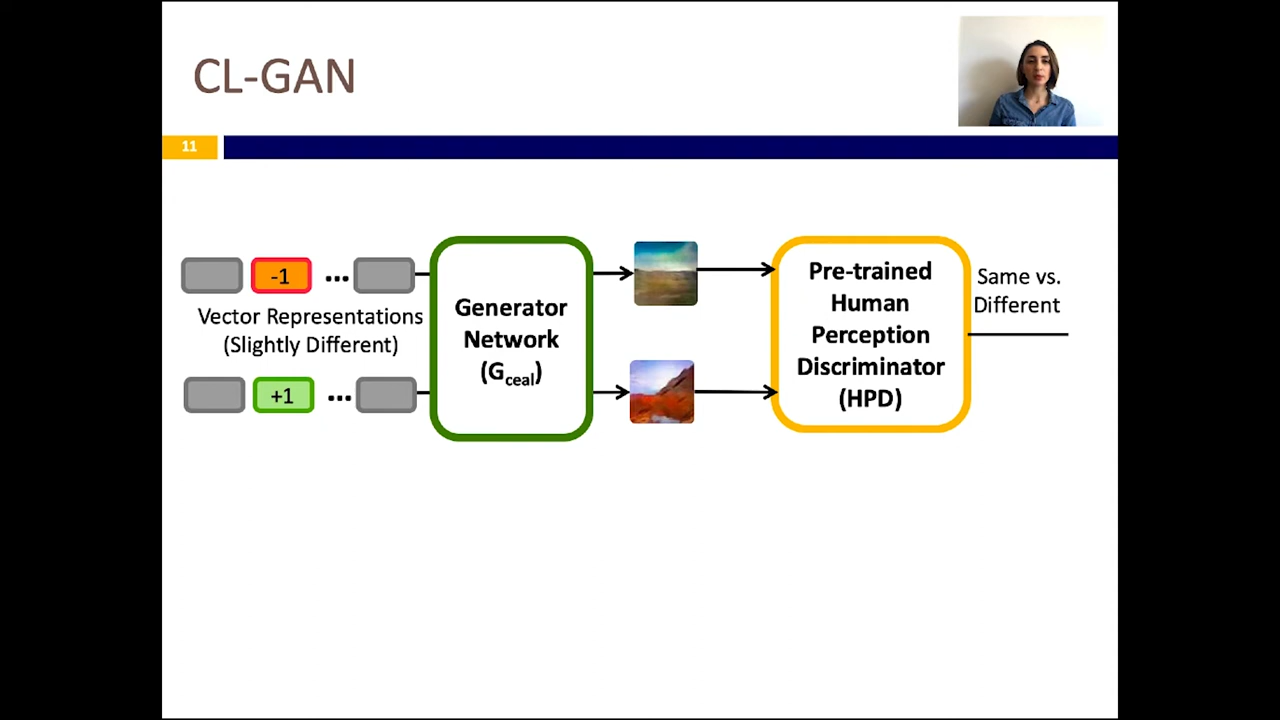 CL-GAN
11
-1
...
Vector Representations
(Slightly Different)
+1
...
Generator
Network
(Gceal)
Pre-trained
Human
Perception
Discriminator
(HPD)
Same vs.
Different